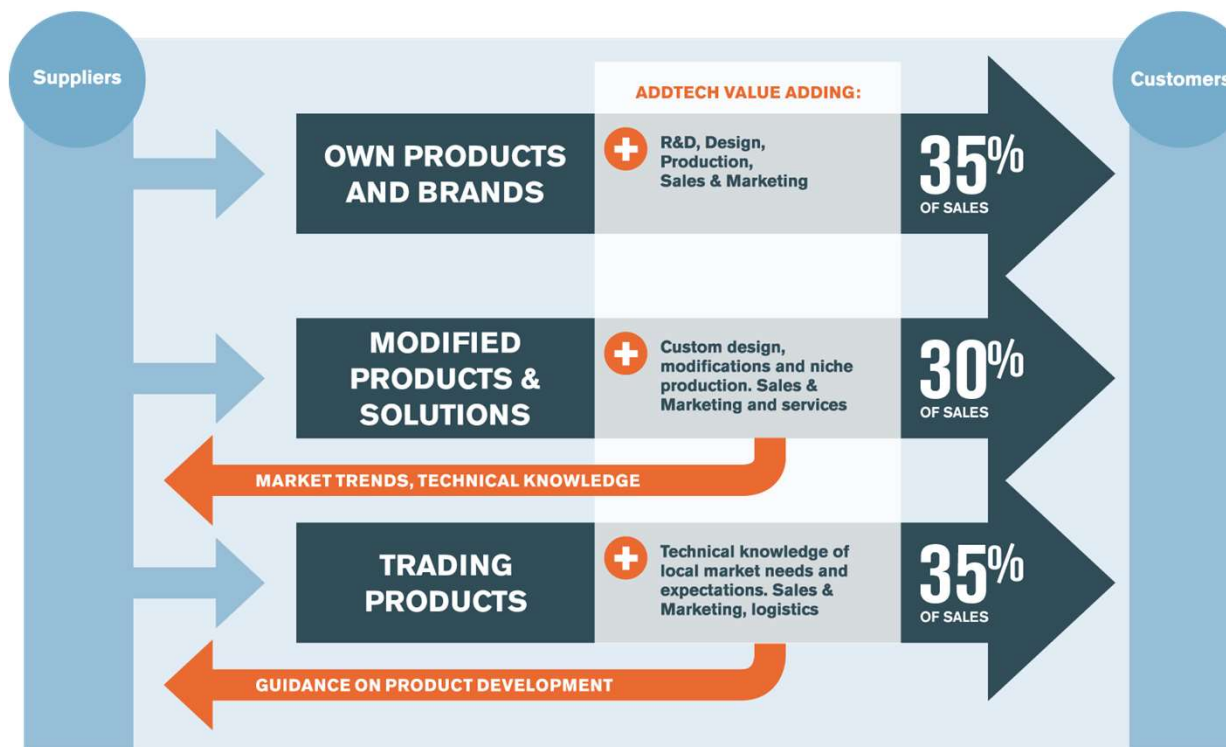 Suppliers
Customers
ADDTECH VALUE ADDING:
OWN PRODUCTS
AND BRANDS
R&D, Design,
Production,
Sales & Marketing
35%
OF SALES
MODIFIED
PRODUCTS &
SOLUTIONS
Custom design,
modifications and niche
production. Sales &
Marketing and services
30%
OF SALES
MARKET TRENDS, TECHNICAL KNOWLEDGE
TRADING
PRODUCTS
Technical knowledge of
local market needs and
expectations. Sales &
Marketing, logistics
35%
OF SALES
GUIDANCE ON PRODUCT DEVELOPMENT